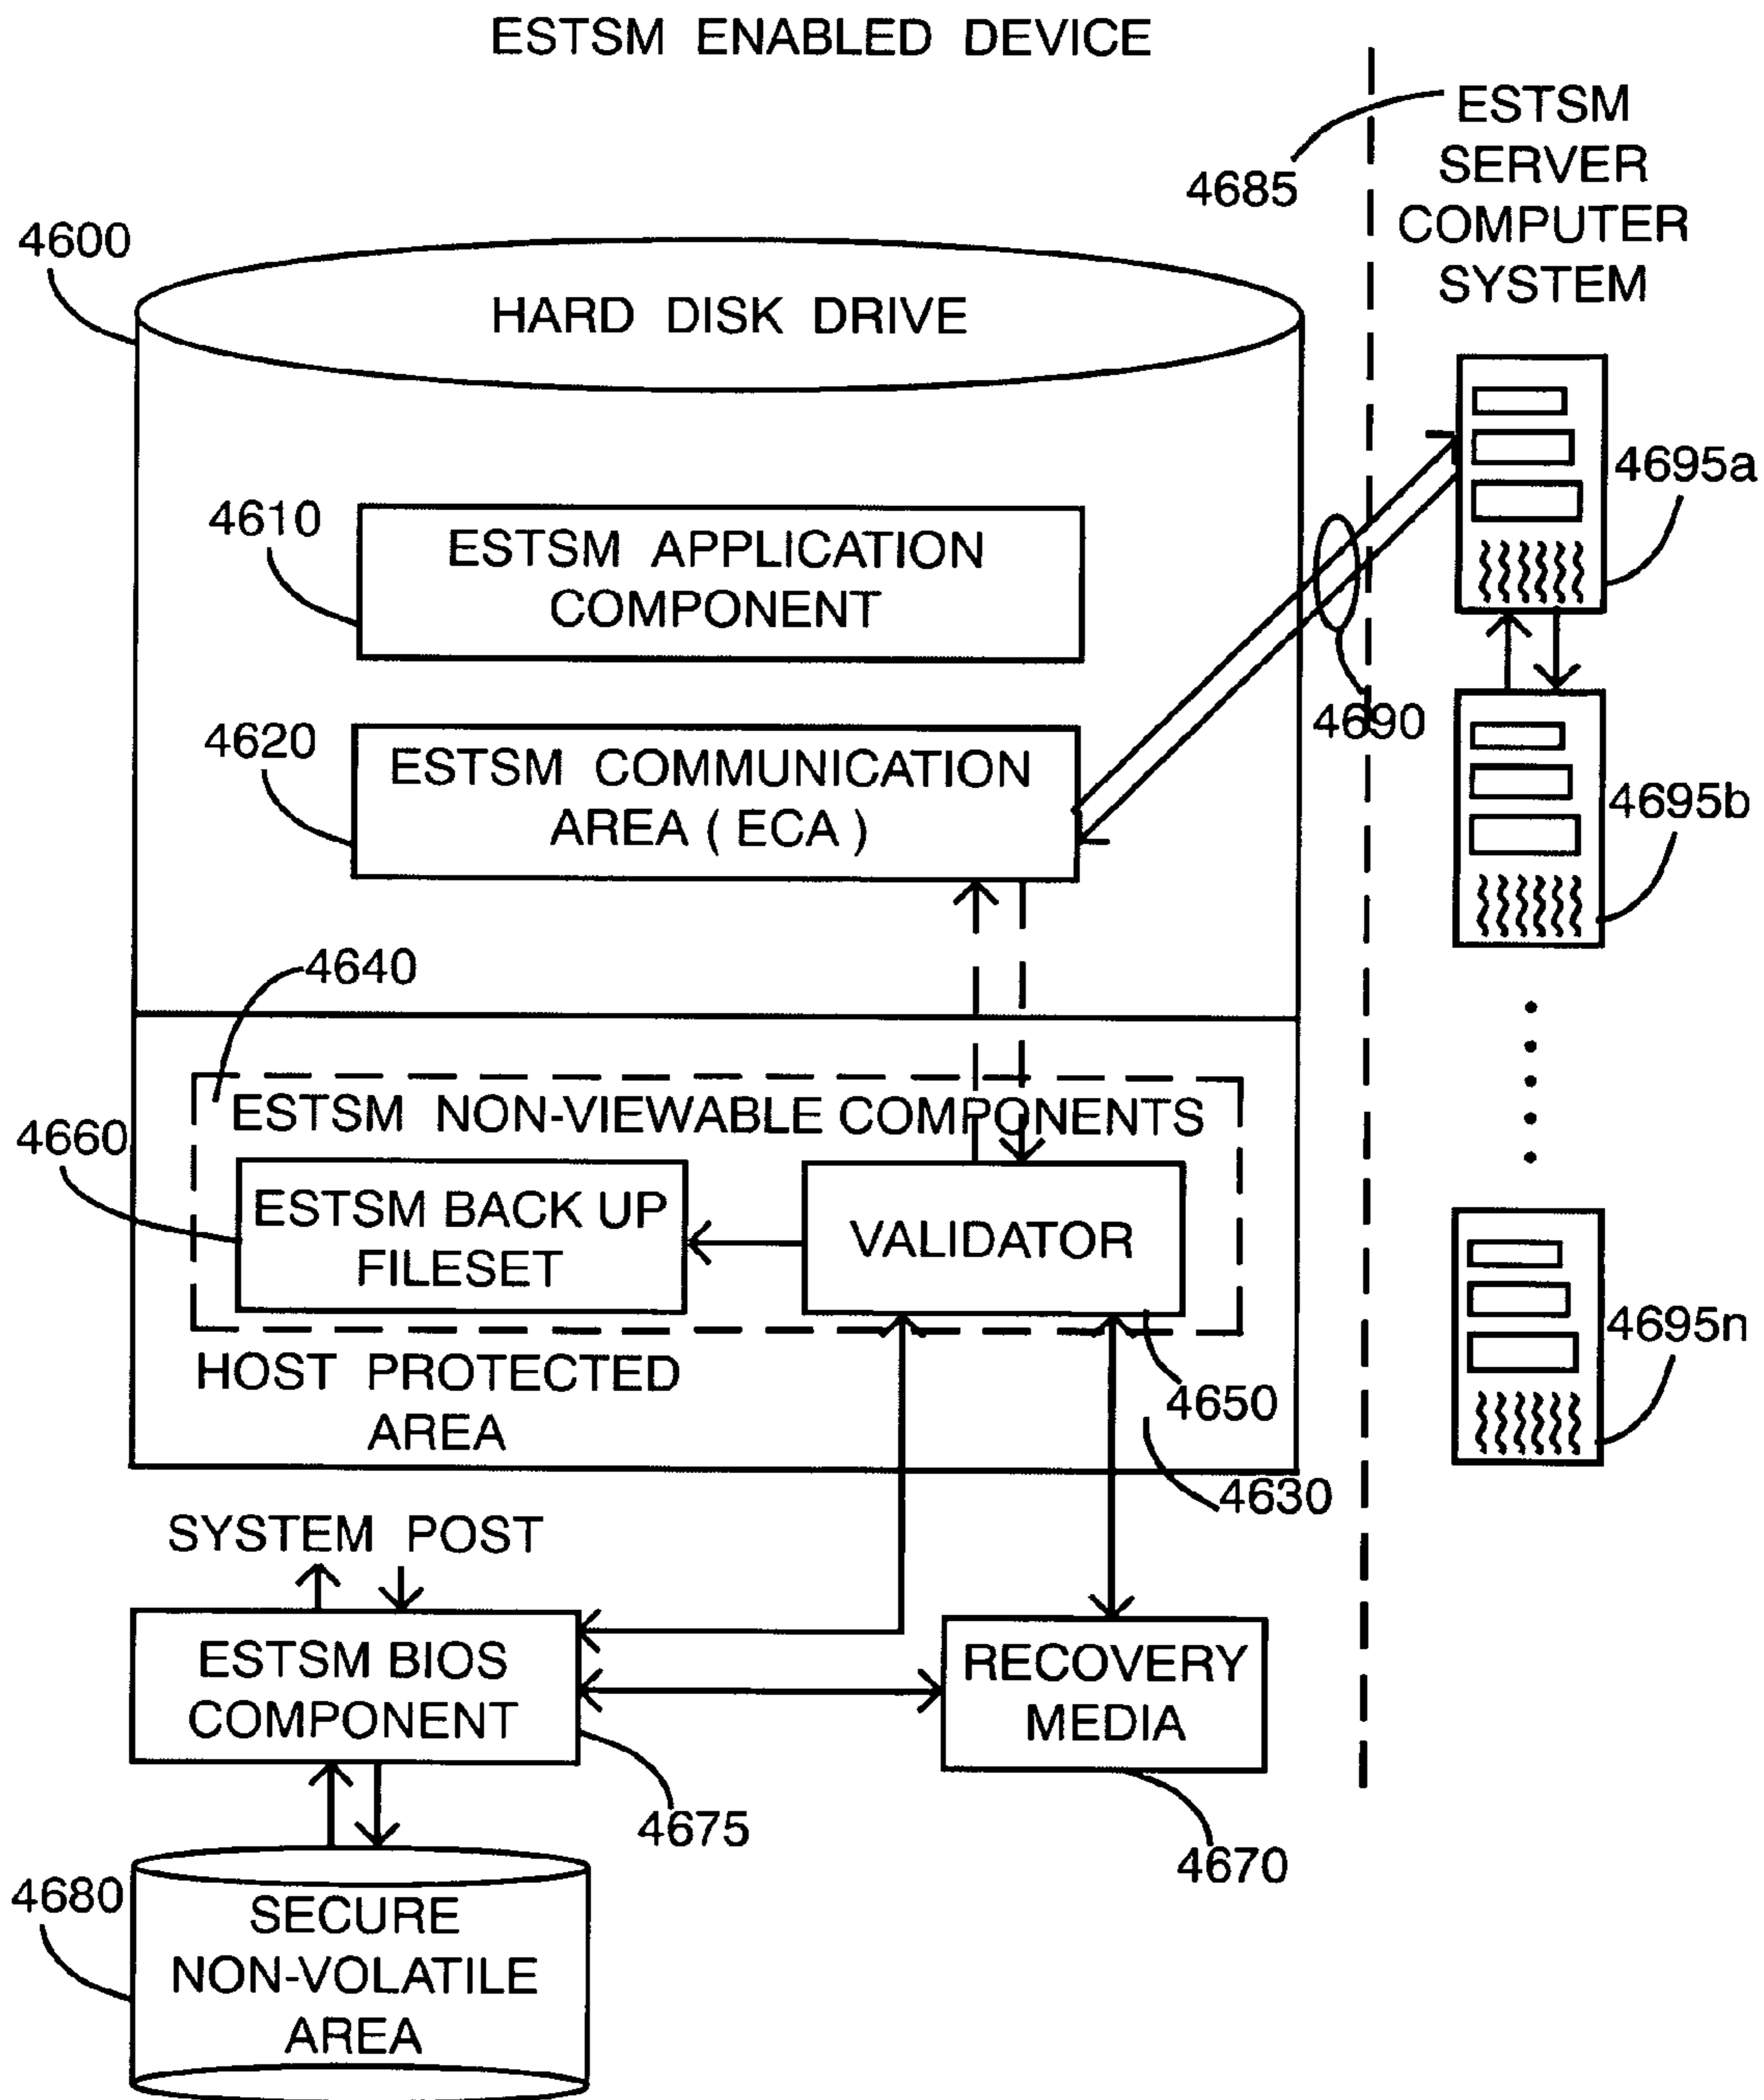 ESTSM ENABLED DEVICE
ESTSM
SERVER
COMPUTER
SYSTEM
4685
4600
HARD DISK DRIVE
4695a
4610
ESTSM APPLICATION
COMPONENT
4690
4620
ESTSM COMMUNICATION
AREA ( ECA )
4695b
4640
ESTSM NON-VIEWABLE COMPONENTS
4660
ESTSM BACK UP
FILESET
VALIDATOR
4695n
HOST PROTECTED
AREA
4650
4630
SYSTEM POST
ESTSM BIOS
COMPONENT
RECOVERY
MEDIA
4675
4670
4680
SECURE
NON-VOLATILE
AREA